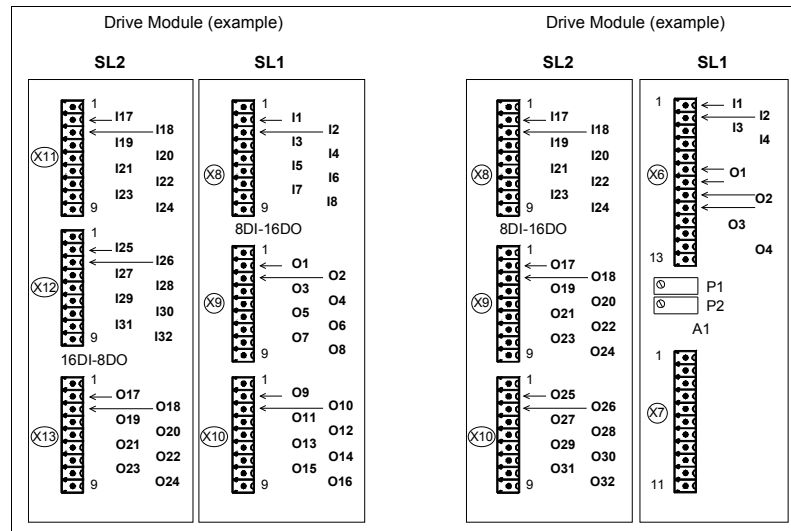 Drive Module (example)
SL2
SL1
1
I17
I18
I19
I20
X11
I21
I22
I23
I24
9
1
I25
I26
I27
X12
I28
I29
I30
I31
I32
9
16DI-8DO
1
O17
O18
O19
O20
X13
O21
O22
O23
O24
9
1
I1
I2
I3
I4
I5
X8
I6
I7
I8
9
8DI-16DO
1
O1
O2
O3
X9
O4
O5
O6
O7
O8
9
1
O9
O10
O11
O12
X10
O13
O14
O15
O16
9
Drive Module (example)
SL2
SL1
1
I17
I18
I19
I20
X8
I21
I22
I23
I24
9
8DI-16DO
1
O17
O18
O19
X9
O20
O21
O22
O23
O24
9
1
O25
O26
O27
O28
X10
O29
O30
O31
O32
9
1
I1
I2
I3
I4
X6
O1
O2
O3
O4
13
P1
P2
A1
1
X7
11